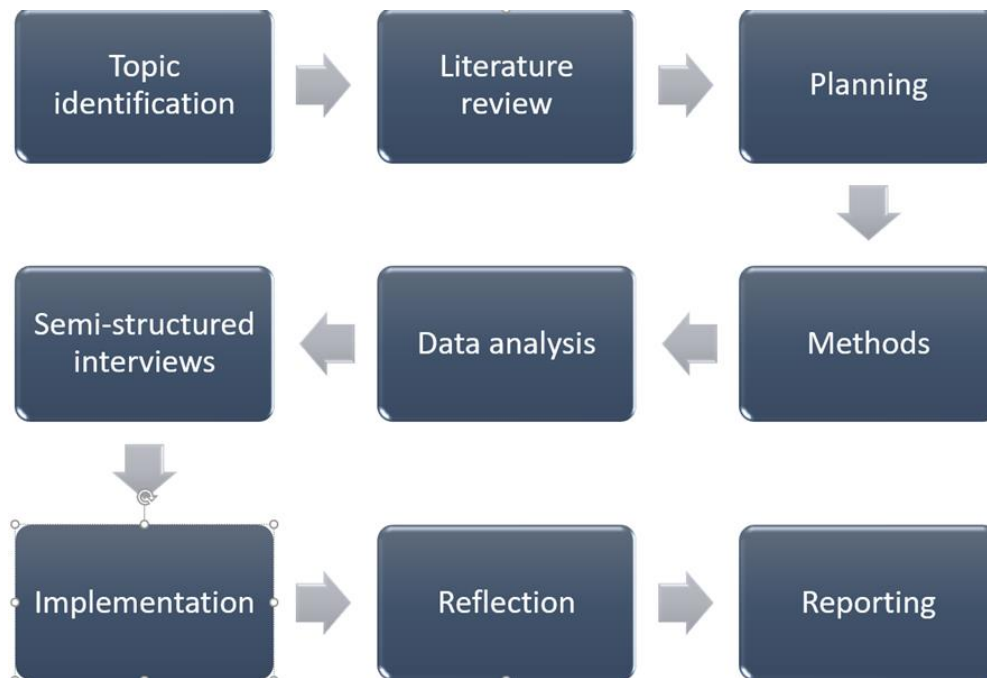 Topic
identification
Literature
review
Planning
Methods
Data analysis
Semi-structured
interviews
Implementation
Reflection
Reporting